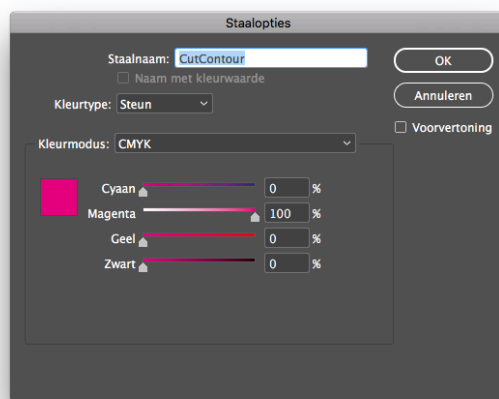 Staalopties
Staalnaam: CutContour
Naam met kleurwaarde
Kleurtype: Steun
OK
Annuleren
Voorvertoning
Kleurmodus: CMYK
Cyaan 0 %
Magenta 100 %
Geel 0 %
Zwart 0 %